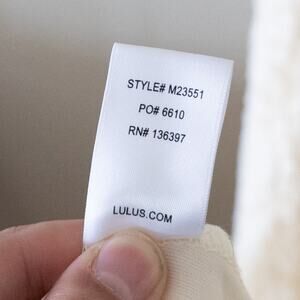 STYLE# M23551
PO# 6610
RN# 136397
LULUS.COM